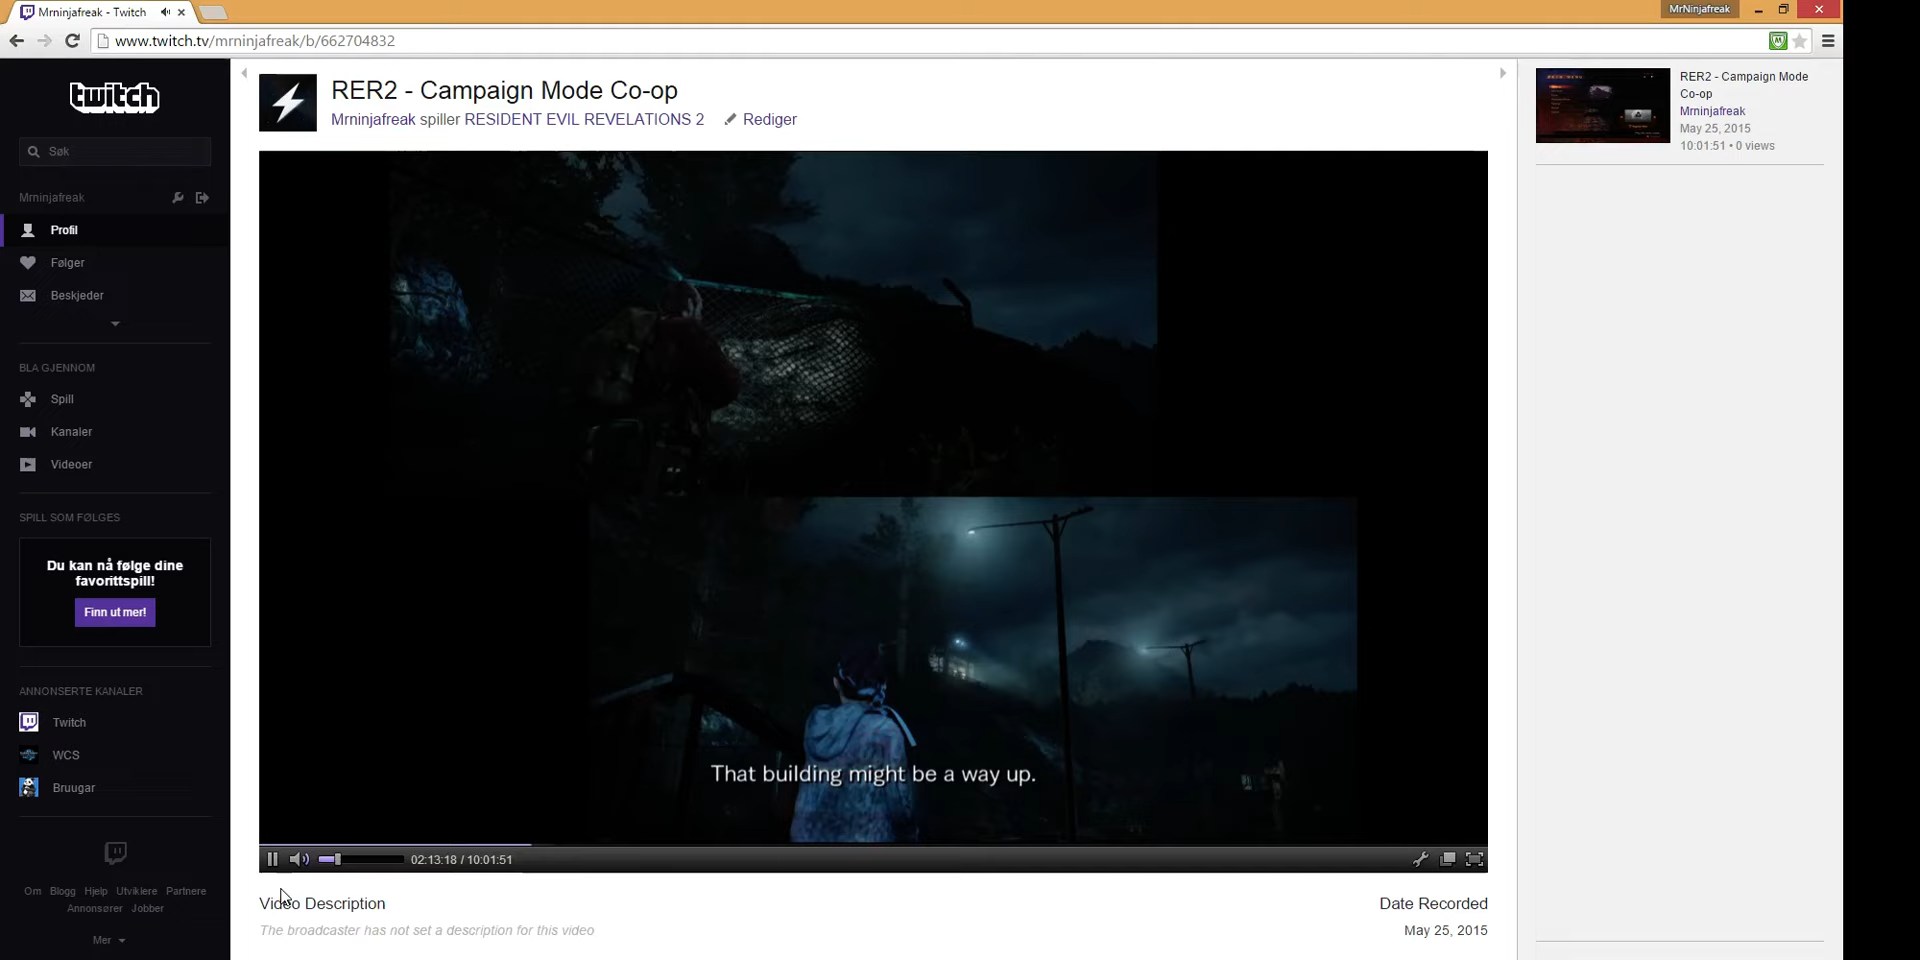 Mrninjafreak - Twitch
MrNinjafreak
www.twitch.tv/mrninjafreak/b/662704832
twitch
Søk
Mrninjafreak
Profil
Følger
Beskjeder
BLA GJENNOM
Spill
Kanaler
Videoer
SPILL SOM FØLGES
Du kan nå følge dine
favorittspill!
Finn ut mer!
ANNONSERTE KANALER
Twitch
WCS
Bruugar
Om Blogg Hjelp Utviklere Partnere
Annonsører Jobber
Mer
RER2 - Campaign Mode Co-op
Mrninjafreak spiller RESIDENT EVIL REVELATIONS 2 Rediger
That building might be a way up.
02:13:18 / 10:01:51
Video Description
The broadcaster has not set a description for this video
Date Recorded
May 25, 2015
RER2 - Campaign Mode
Co-op
Mrninjafreak
May 25, 2015
10:01:51 • 0 views